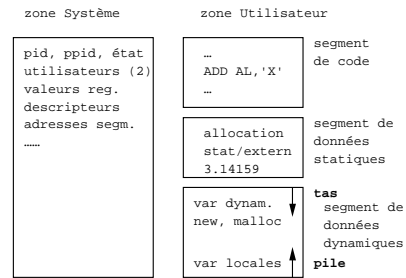 zone Système
zone Utilisateur
pid, ppid, état
utilisateurs (2)
valeurs reg.
descripteurs
adresses segm.
……
…
ADD AL,'X'
…
segment
de code
allocation
stat/extern
3.14159
segment de
données
statiques
var dynam.
new, malloc
var locales
tas
segment de
données
dynamiques
pile